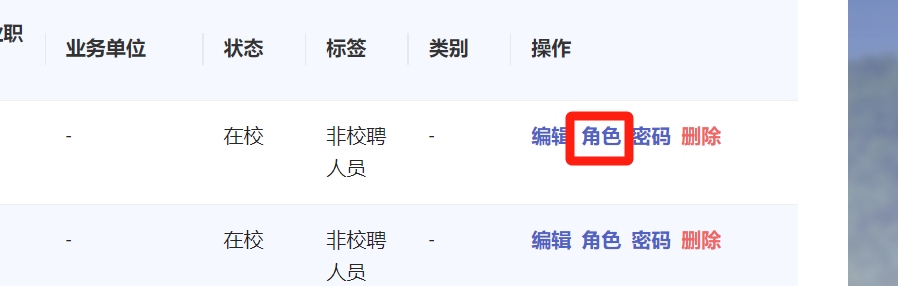 业职
业务单位 状态 标签 类别 操作
- 在校 非校聘 - 编辑 角色 密码 删除
人员
- 在校 非校聘 - 编辑 角色 密码 删除
人员